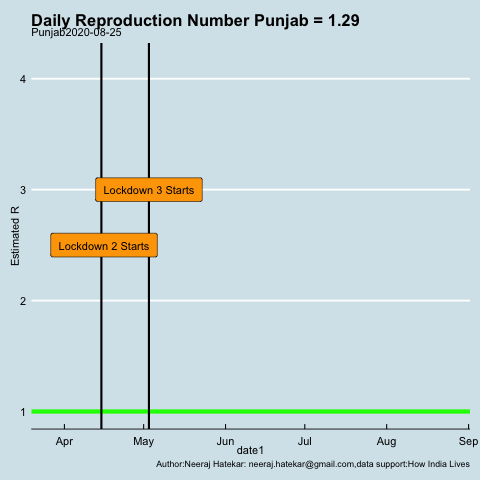 Daily Reproduction Number Punjab = 1.29
Punjab2020-08-25
4
3
2
1
Estimated R
Lockdown 3 Starts
Lockdown 2 Starts
Apr May Jun Jul Aug Sep
date1
Author:Neeraj Hatekar: neeraj.hatekar@gmail.com,data support:How India Lives